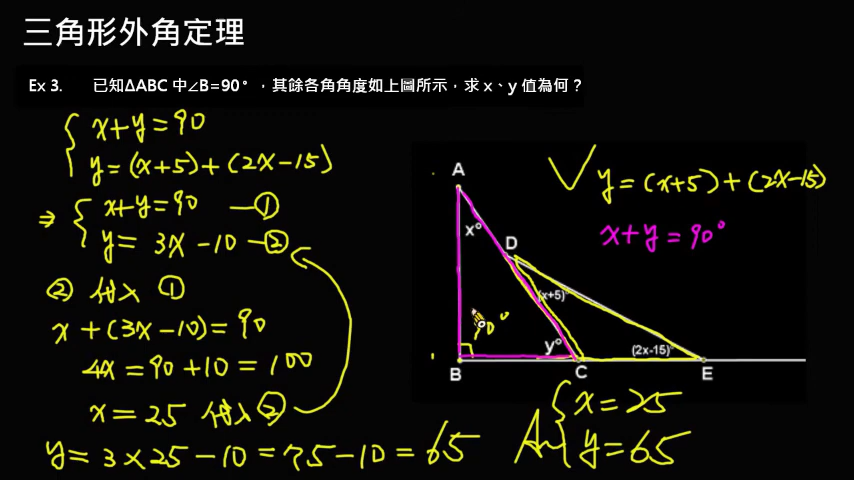 三角形外角定理
Ex 3. 已知ΔABC 中∠B=90°，其餘各角角度如上圖所示，求 x、y 值為何？
x+y=90
y=(x+5)+(2x-15)
⇒ x+y=90 —①
y= 3x-10 —②
② 代入 ①
x+(3x-10)=90
4x=90+10=100
x=25 代入②
y=3×25-10=75-10=65
y=(x+5)+(2x-15)
x+y=90°
A
x°
D
(x+5)°
90°
y°
(2x-15)°
B
C
E
x=25
An
y=65